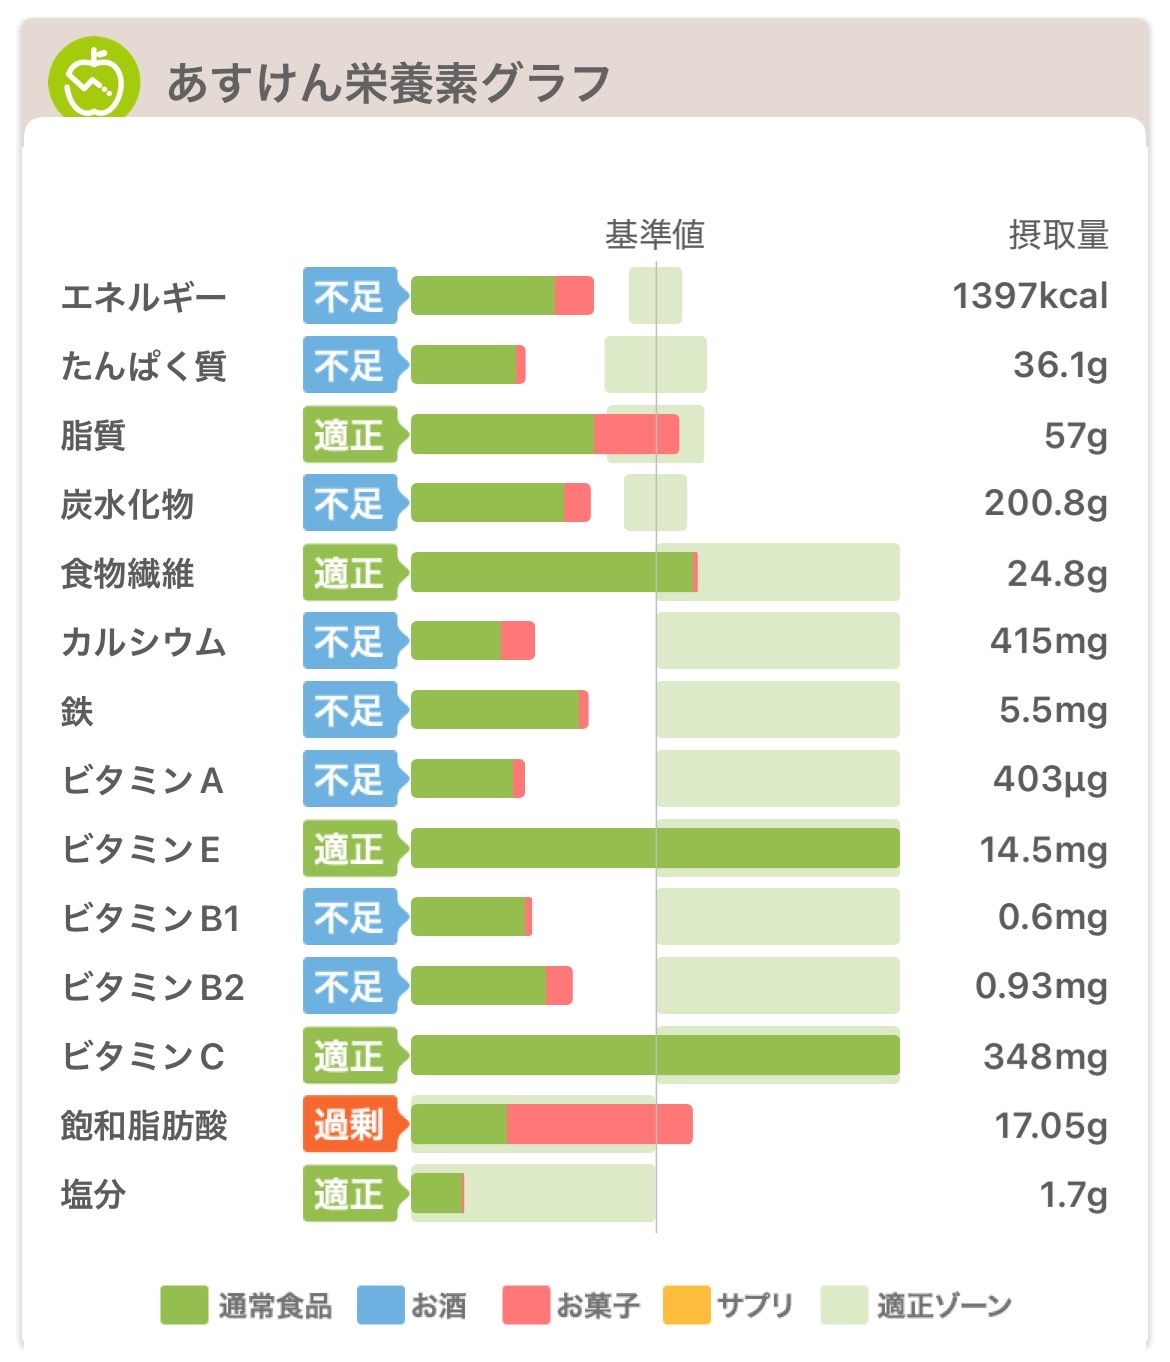 あすけん栄養素グラフ
基準値 摂取量
エネルギー 不足 1397kcal
たんぱく質 不足 36.1g
脂質 適正 57g
炭水化物 不足 200.8g
食物繊維 適正 24.8g
カルシウム 不足 415mg
鉄 不足 5.5mg
ビタミンA 不足 403μg
ビタミンE 適正 14.5mg
ビタミンB1 不足 0.6mg
ビタミンB2 不足 0.93mg
ビタミンC 適正 348mg
飽和脂肪酸 過剰 17.05g
塩分 適正 1.7g
通常食品 お酒 お菓子 サプリ 適正ゾーン